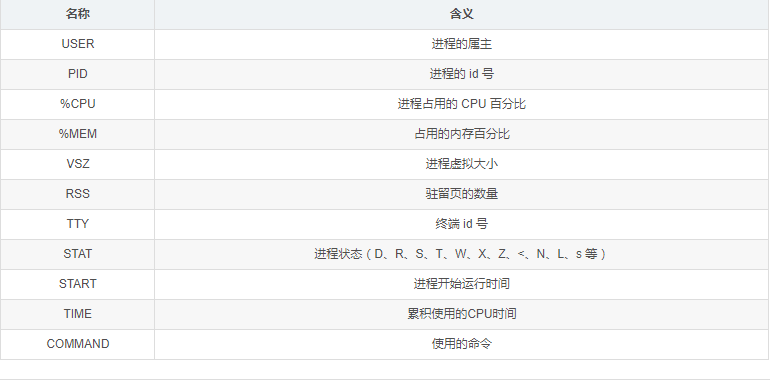 名称 含义
USER 进程的属主
PID 进程的 id 号
%CPU 进程占用的 CPU 百分比
%MEM 占用的内存百分比
VSZ 进程虚拟大小
RSS 驻留页的数量
TTY 终端 id 号
STAT 进程状态（D、R、S、T、W、X、Z、<、N、L、s 等）
START 进程开始运行时间
TIME 累积使用的CPU时间
COMMAND 使用的命令